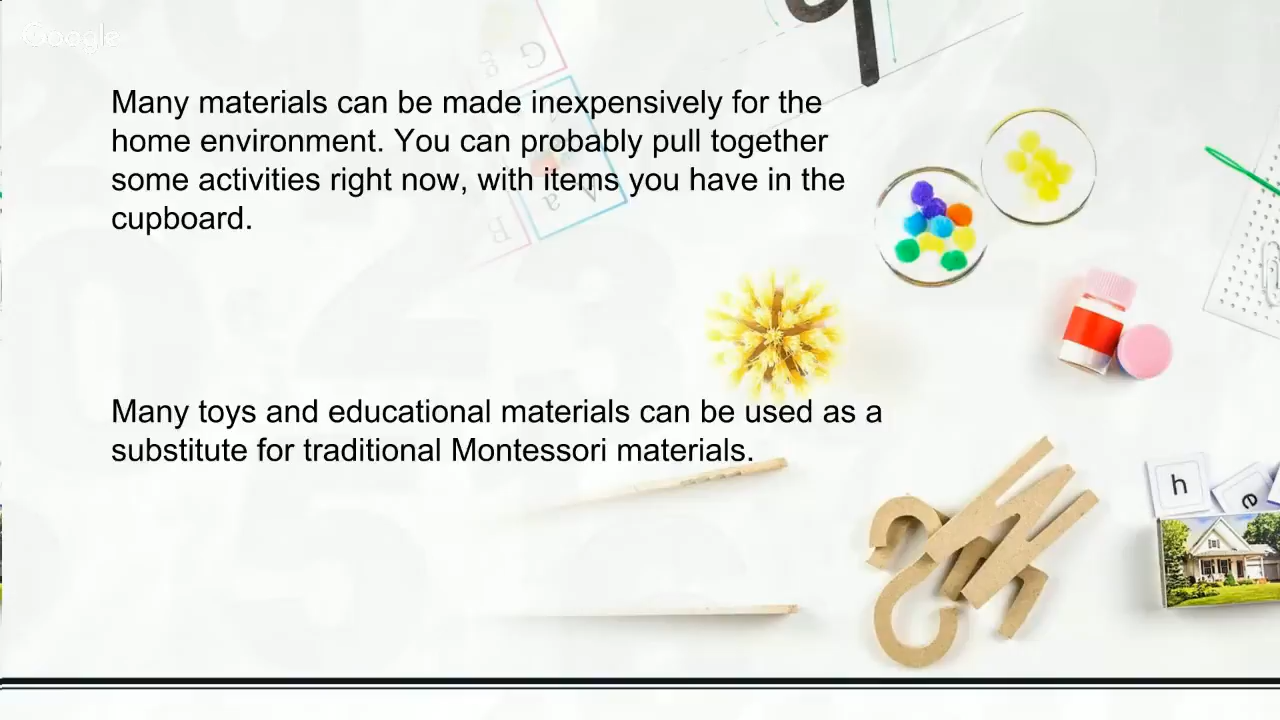 Google
Many materials can be made inexpensively for the
home environment. You can probably pull together
some activities right now, with items you have in the
cupboard.
Many toys and educational materials can be used as a
substitute for traditional Montessori materials.
G g
A a
B
h
e